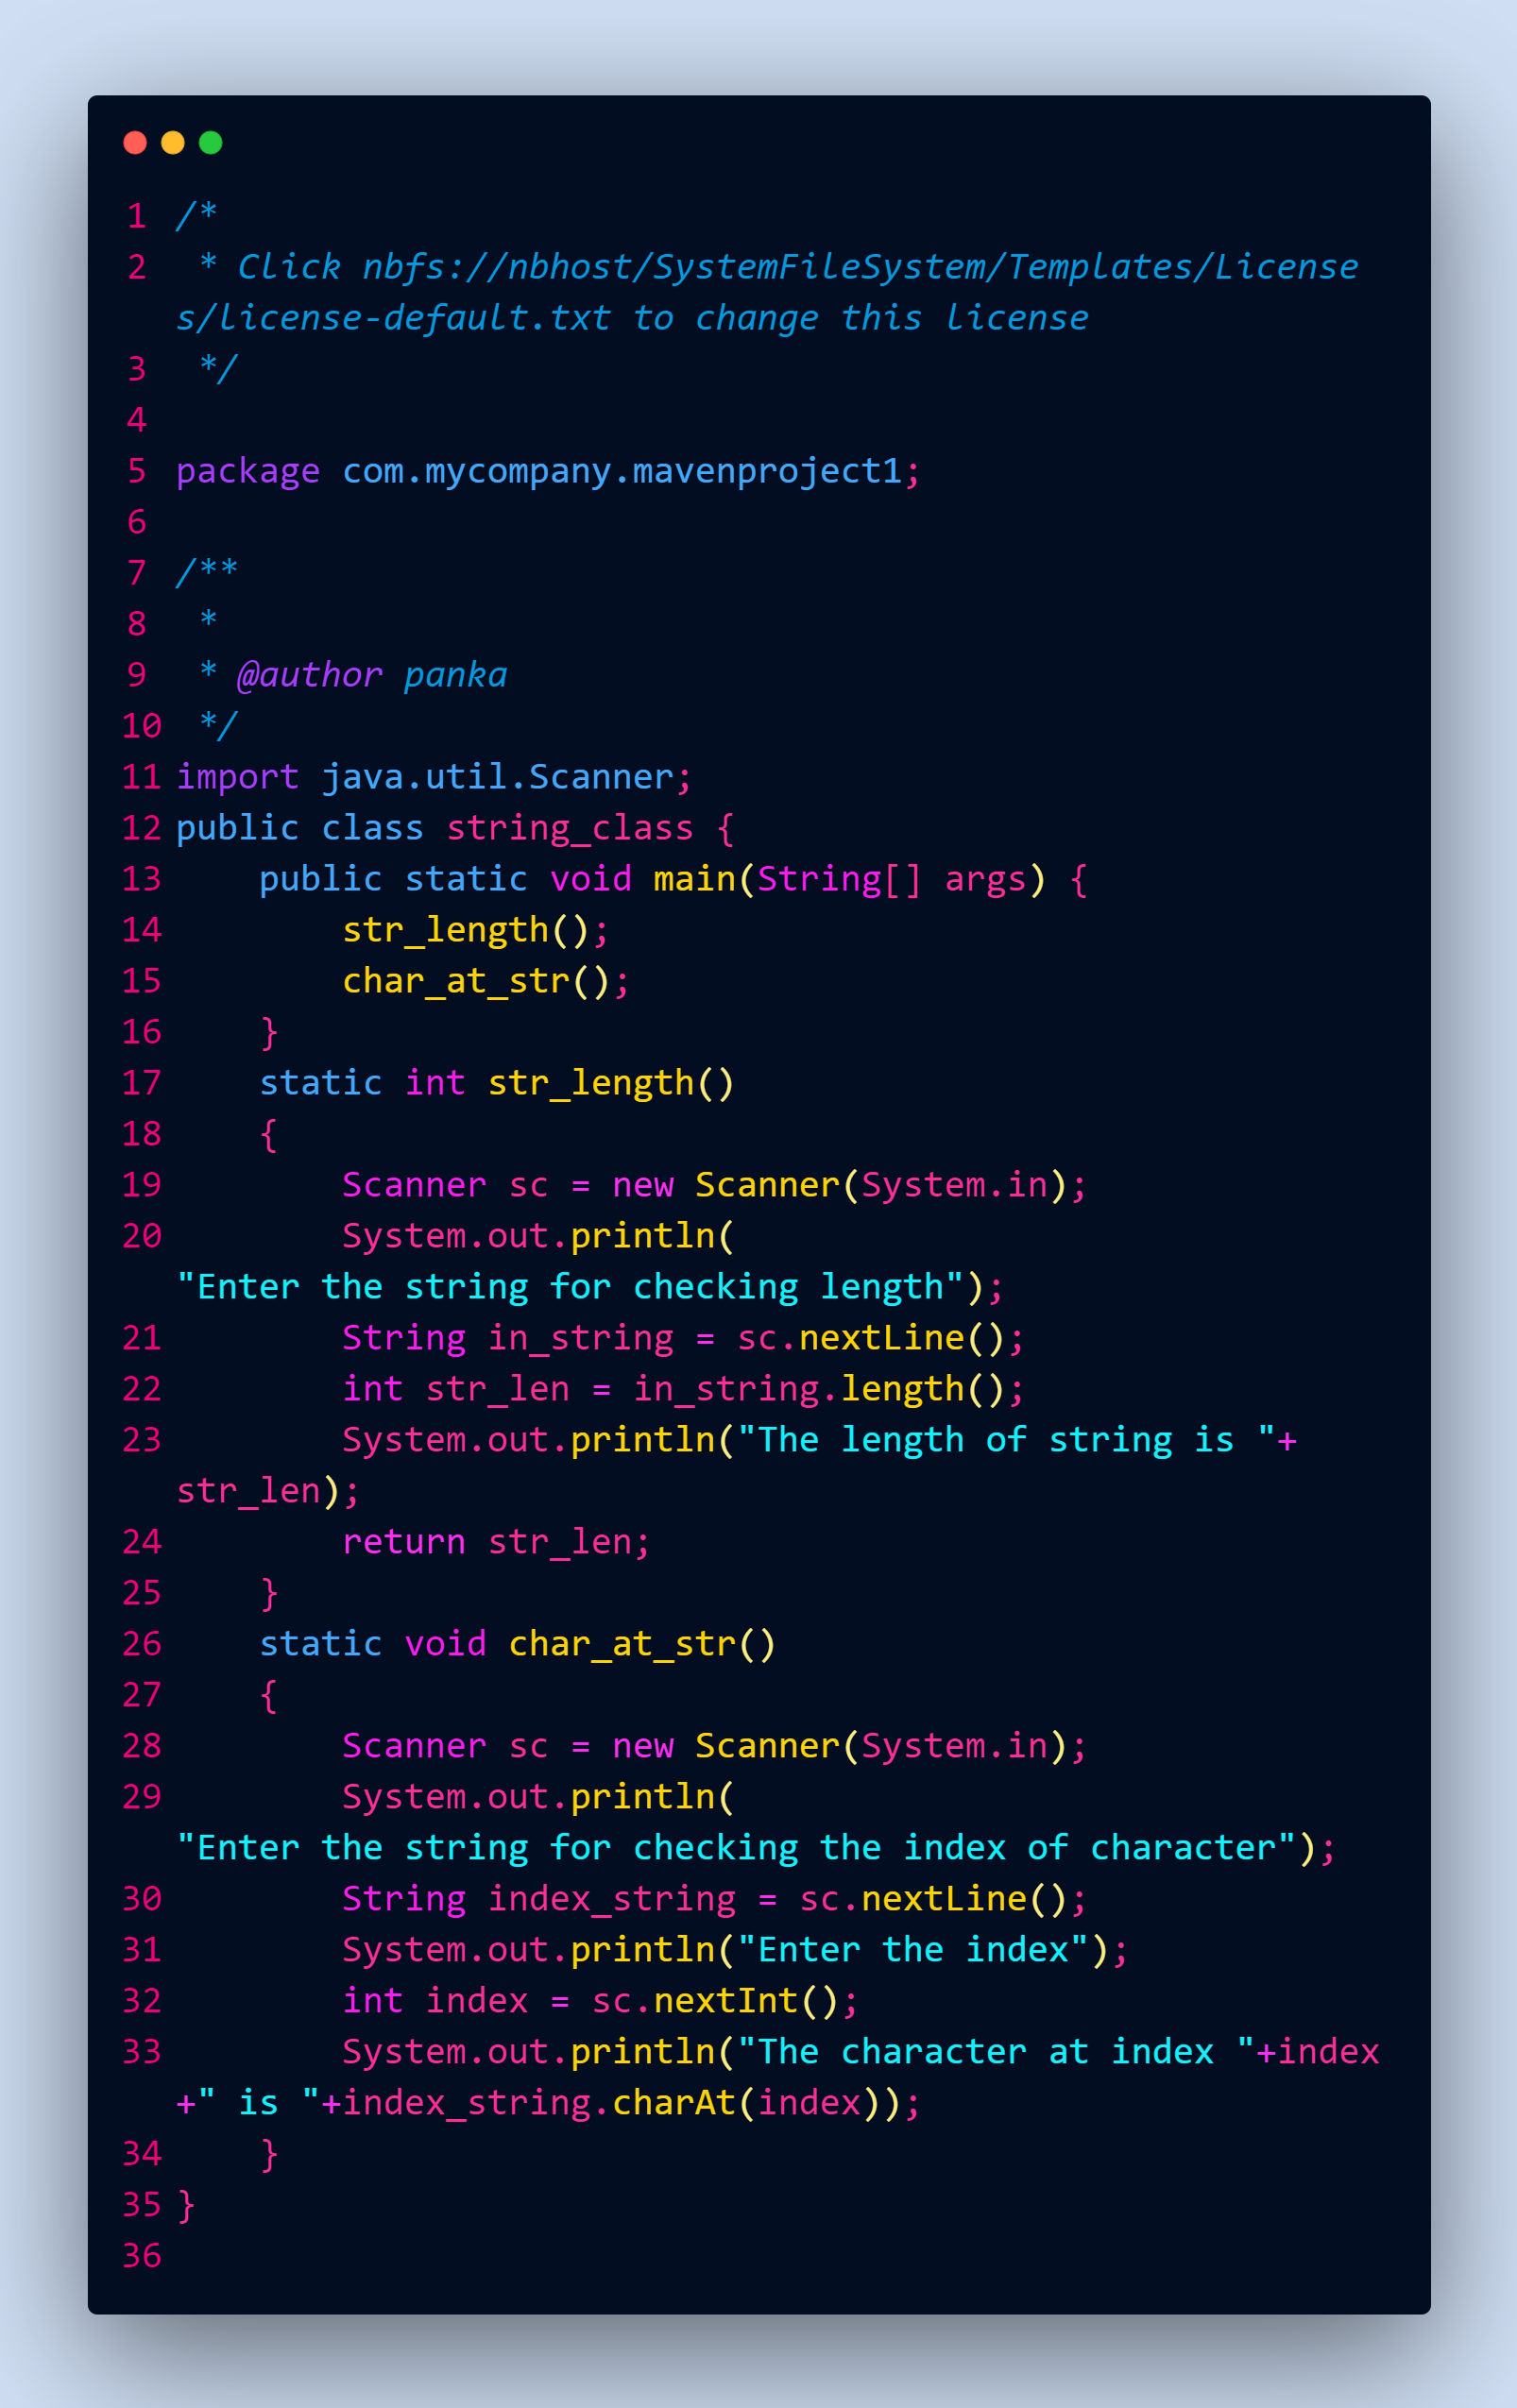 1 /*
2  * Click nbfs://nbhost/SystemFileSystem/Templates/License
s/license-default.txt to change this license
3  */
4
5 package com.mycompany.mavenproject1;
6
7 /**
8  *
9  * @author panka
10  */
11 import java.util.Scanner;
12 public class string_class {
13     public static void main(String[] args) {
14         str_length();
15         char_at_str();
16     }
17     static int str_length()
18     {
19         Scanner sc = new Scanner(System.in);
20         System.out.println(
"Enter the string for checking length");
21         String in_string = sc.nextLine();
22         int str_len = in_string.length();
23         System.out.println("The length of string is "+
str_len);
24         return str_len;
25     }
26     static void char_at_str()
27     {
28         Scanner sc = new Scanner(System.in);
29         System.out.println(
"Enter the string for checking the index of character");
30         String index_string = sc.nextLine();
31         System.out.println("Enter the index");
32         int index = sc.nextInt();
33         System.out.println("The character at index "+index
+" is "+index_string.charAt(index));
34     }
35 }
36